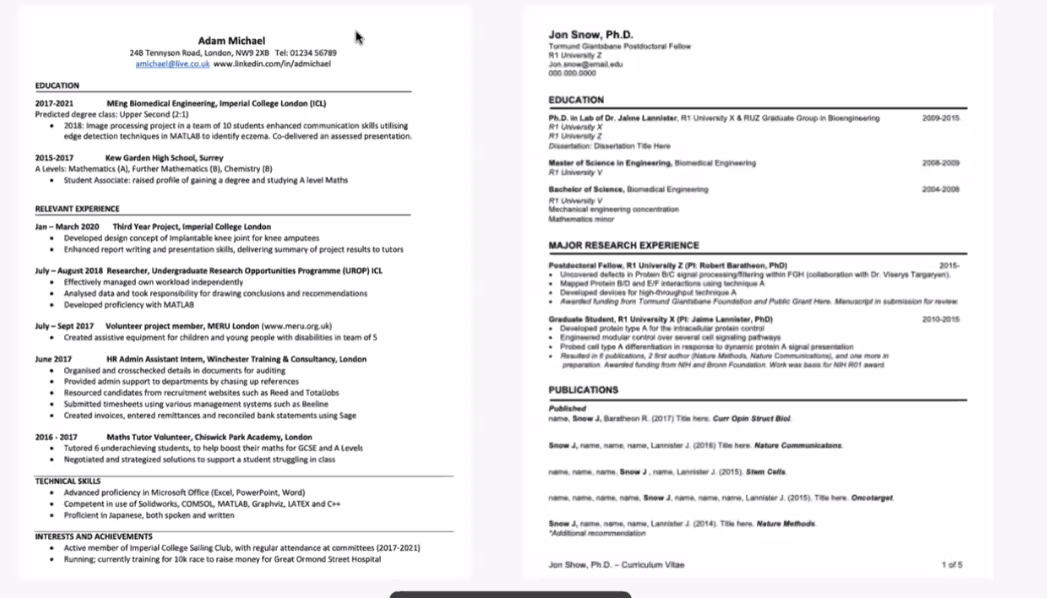 Adam Michael
24B Tennyson Road, London, NW9 2XB Tel: 01234 56789
amichael@live.co.uk www.linkedin.com/in/admichael
EDUCATION
2017-2021 MEng Biomedical Engineering, Imperial College London (ICL)
Predicted degree class: Upper Second (2:1)
• 2018: Image processing project in a team of 10 students enhanced communication skills utilising
edge detection techniques in MATLAB to identify eczema. Co-delivered an assessed presentation.
2015-2017 Kew Garden High School, Surrey
A Levels: Mathematics (A), Further Mathematics (B), Chemistry (B)
• Student Associate: raised profile of gaining a degree and studying A level Maths
RELEVANT EXPERIENCE
Jan – March 2020 Third Year Project, Imperial College London
• Developed design concept of implantable knee joint for knee amputees
• Enhanced report writing and presentation skills, delivering summary of project results to tutors
July – August 2018 Researcher, Undergraduate Research Opportunities Programme (UROP) ICL
• Effectively managed own workload independently
• Analysed data and took responsibility for drawing conclusions and recommendations
• Developed proficiency with MATLAB
July – Sept 2017 Volunteer project member, MERU London (www.meru.org.uk)
• Created assistive equipment for children and young people with disabilities in team of 5
June 2017 HR Admin Assistant Intern, Winchester Training & Consultancy, London
• Organised and crosschecked details in documents for auditing
• Provided admin support to departments by chasing up references
• Resourced candidates from recruitment websites such as Reed and Totaljobs
• Submitted timesheets using various management systems such as Beeline
• Created invoices, entered remittances and reconciled bank statements using Sage
2016 - 2017 Maths Tutor Volunteer, Chiswick Park Academy, London
• Tutored 6 underachieving students, to help boost their maths for GCSE and A Levels
• Negotiated and strategized solutions to support a student struggling in class
TECHNICAL SKILLS
• Advanced proficiency in Microsoft Office (Excel, PowerPoint, Word)
• Competent in use of Solidworks, COMSOL, MATLAB, Graphviz, LATEX and C++
• Proficient in Japanese, both spoken and written
INTERESTS AND ACHIEVEMENTS
• Active member of Imperial College Sailing Club, with regular attendance at committees (2017-2021)
• Running; currently training for 10k race to raise money for Great Ormond Street Hospital
Jon Snow, Ph.D.
Tormund Giantsbane Postdoctoral Fellow
R1 University Z
Jon.snow@email.edu
000.000.0000
EDUCATION
Ph.D. in Lab of Dr. Jaime Lannister, R1 University X & RUZ Graduate Group in Bioengineering 2009-2015
R1 University X
R1 University Z
Dissertation: Dissertation Title Here
Master of Science in Engineering, Biomedical Engineering 2008-2009
R1 University V
Bachelor of Science, Biomedical Engineering 2004-2008
R1 University V
Mechanical engineering concentration
Mathematics minor
MAJOR RESEARCH EXPERIENCE
Postdoctoral Fellow, R1 University Z (PI: Robert Baratheon, PhD) 2015-
• Uncovered defects in Protein B/C signal processing/filtering within FGH (collaboration with Dr. Viserys Targaryen).
• Mapped Protein B/D and E/F interactions using technique A
• Developed devices for high-throughput technique A
• Awarded funding from Tormund Giantsbane Foundation and Public Grant Here. Manuscript in submission for review.
Graduate Student, R1 University X (PI: Jaime Lannister, PhD) 2010-2015
• Developed protein type A for the intracellular protein control
• Engineered modular control over several cell signaling pathways
• Probed cell type A differentiation in response to dynamic protein A signal presentation
• Resulted in 6 publications, 2 first author (Nature Methods, Nature Communications), and one more in
preparation. Awarded funding from NIH and Bronn Foundation. Work was basis for NIH R01 award.
PUBLICATIONS
Published
name, Snow J, Baratheon R. (2017) Title here. Curr Opin Struct Biol.
Snow J, name, name, name, Lannister J. (2016) Title here. Nature Communicatons.
name, name, name, Snow J , name, Lannister J. (2015). Stem Cells.
name, name, name, name, Snow J, name, name, name, Lannister J. (2015). Title here. Oncotarget.
Snow J, name, name, name, Lannister J. (2014). Title here. Nature Methods.
*Additional recommendation
Jon Show, Ph.D. – Curriculum Vitae 1 of 5